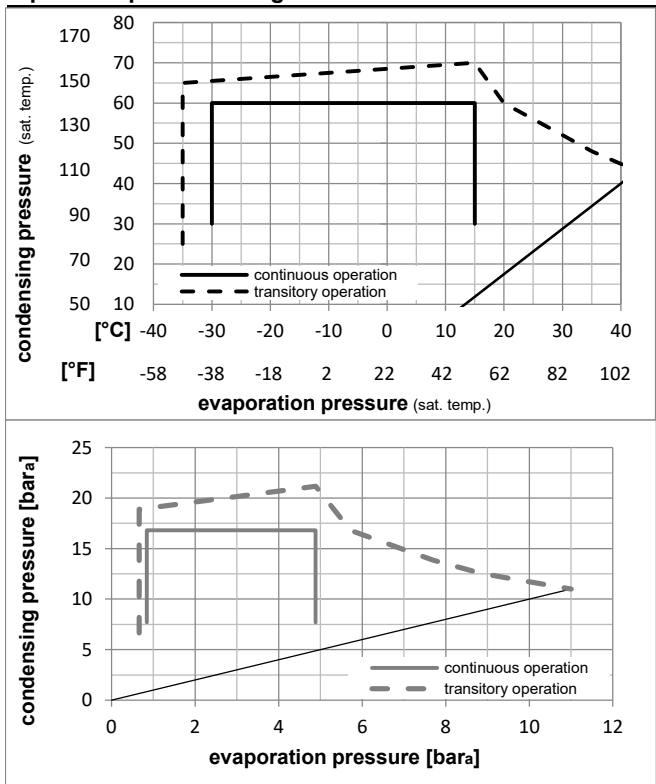 170 80
70
150
60
130 50
110 40
90 30
70 20
50 10
condensing pressure (sat. temp.)
continuous operation
transitory operation
[°C] -40 -30 -20 -10 0 10 20 30 40
[°F] -58 -38 -18 2 22 42 62 82 102
evaporation pressure (sat. temp.)
25
20
15
10
5
0
condensing pressure [bara]
continuous operation
transitory operation
0 2 4 6 8 10 12
evaporation pressure [bara]